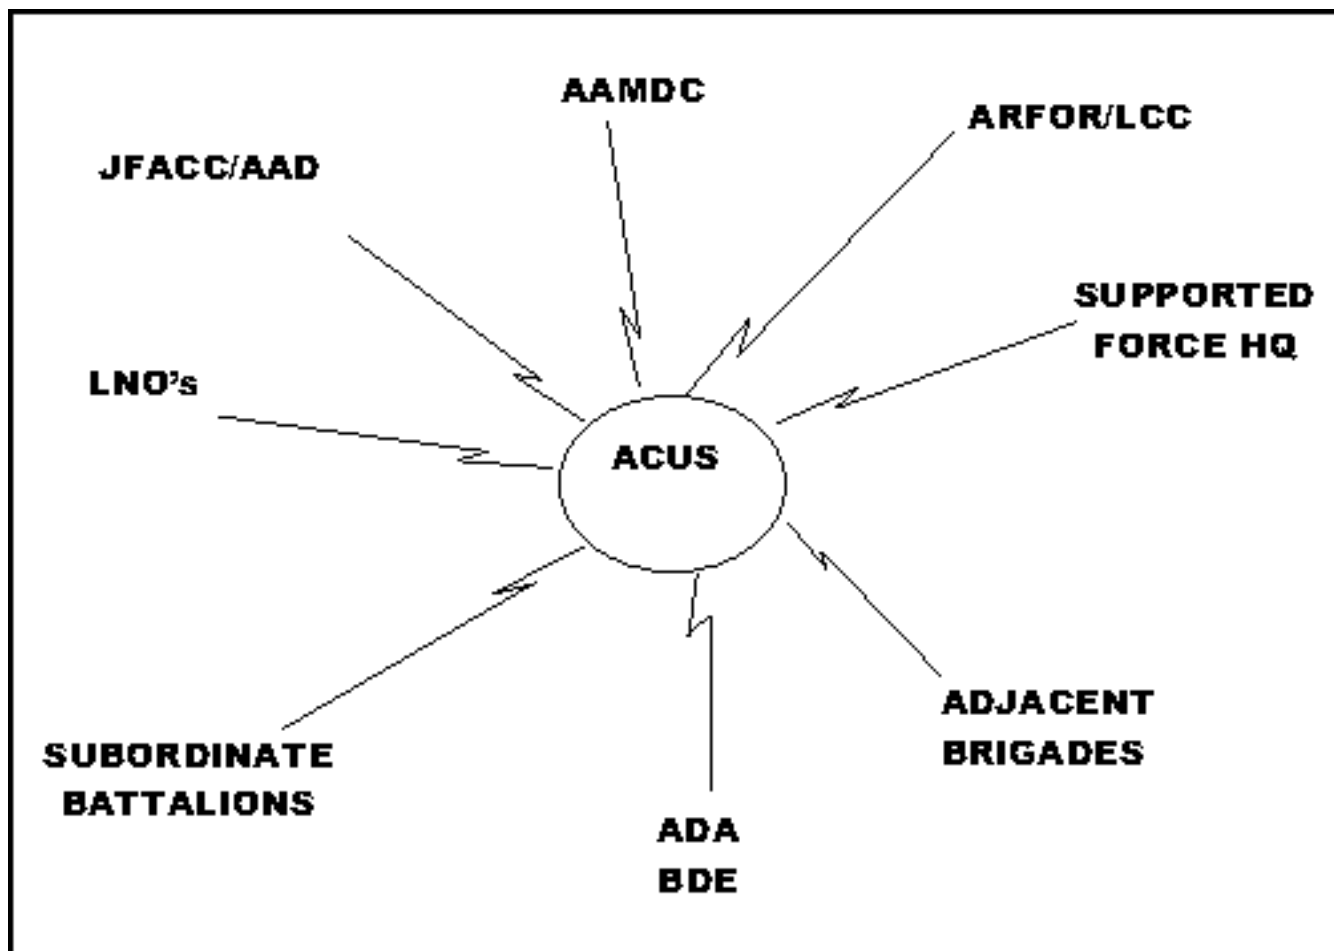 AAMDC
ARFOR/LCC
JFACC/AAD
SUPPORTED
FORCE HQ
LNO's
ACUS
ADJACENT
BRIGADES
SUBORDINATE
BATTALIONS
ADA
BDE